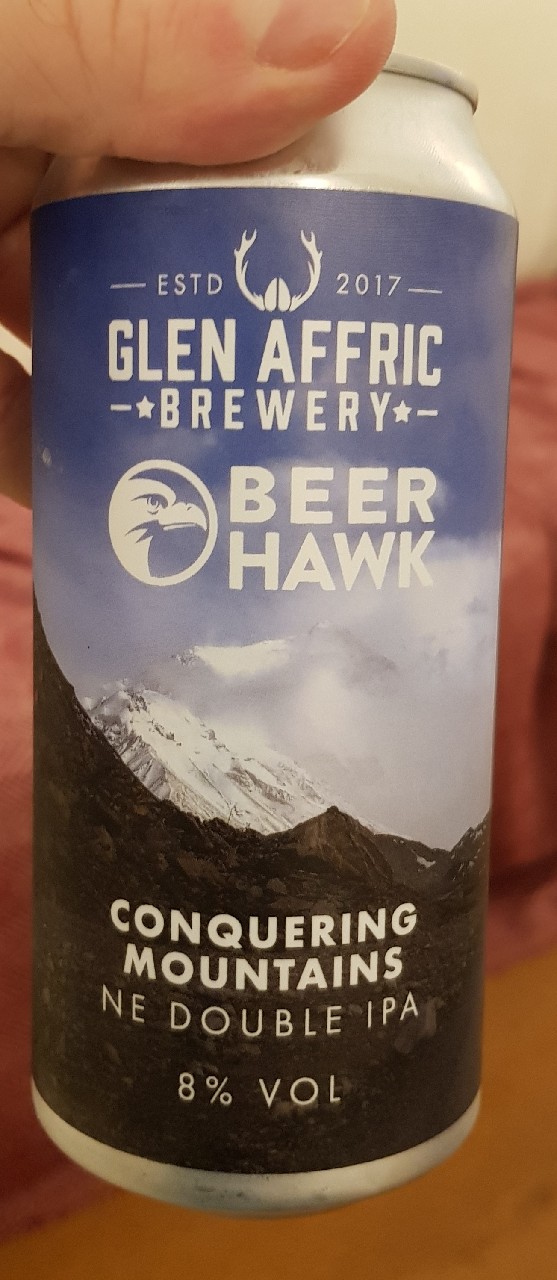 ESTD 2017
GLEN AFFRIC
BREWERY
BEER
HAWK
CONQUERING
MOUNTAINS
NE DOUBLE IPA
8% VOL